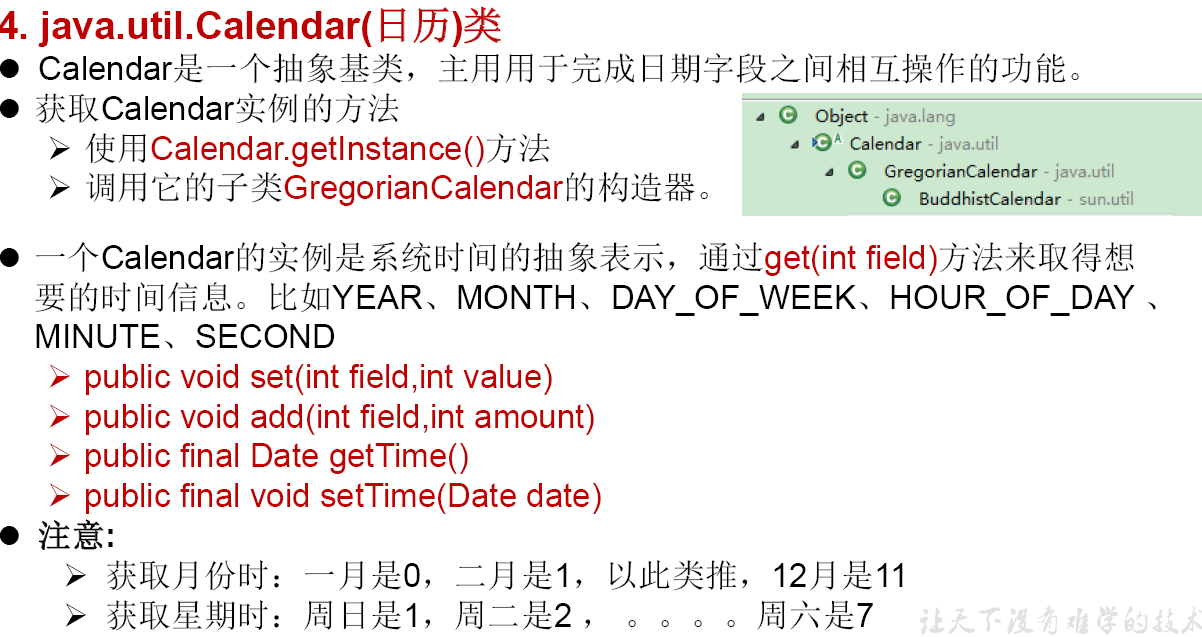 4. java.util.Calendar(日历)类
● Calendar是一个抽象基类，主用用于完成日期字段之间相互操作的功能。
● 获取Calendar实例的方法
➢ 使用Calendar.getInstance()方法
➢ 调用它的子类GregorianCalendar的构造器。
Object - java.lang
Calendar - java.util
GregorianCalendar - java.util
BuddhistCalendar - sun.util
● 一个Calendar的实例是系统时间的抽象表示，通过get(int field)方法来取得想
要的时间信息。比如YEAR、MONTH、DAY_OF_WEEK、HOUR_OF_DAY 、
MINUTE、SECOND
➢ public void set(int field,int value)
➢ public void add(int field,int amount)
➢ public final Date getTime()
➢ public final void setTime(Date date)
● 注意:
➢ 获取月份时：一月是0，二月是1，以此类推，12月是11
➢ 获取星期时：周日是1，周二是2 ， 。。。。周六是7
让天下没有难学的技术